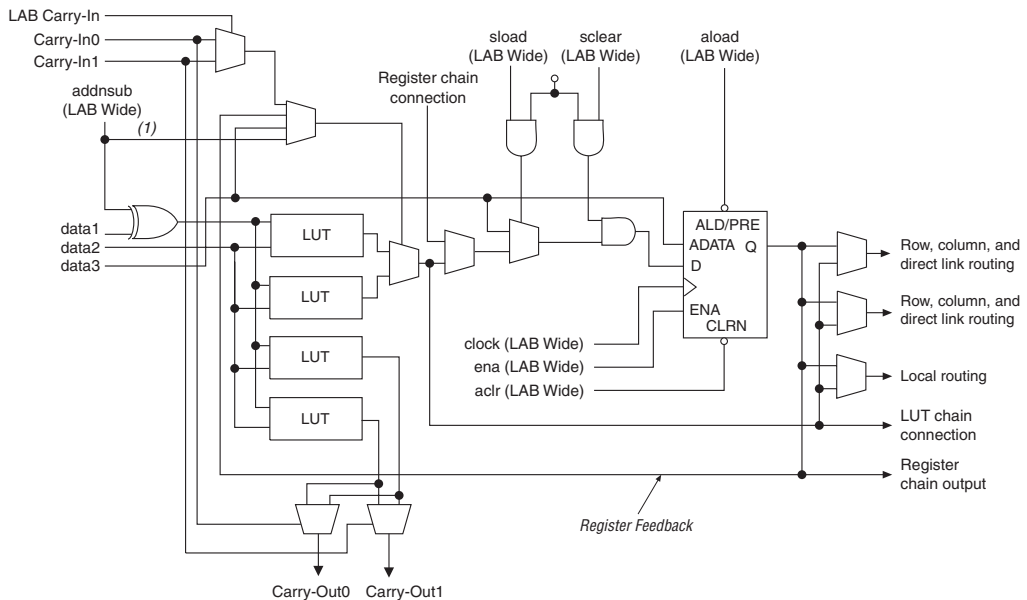 LAB Carry-In
Carry-In0
Carry-In1
addnsub
(LAB Wide)
(1)
data1
data2
data3
LUT
LUT
LUT
LUT
Register chain
connection
sload
(LAB Wide)
sclear
(LAB Wide)
aload
(LAB Wide)
ALD/PRE
ADATA Q
D
ENA
CLRN
clock (LAB Wide)
ena (LAB Wide)
aclr (LAB Wide)
Row, column, and
direct link routing
Row, column, and
direct link routing
Local routing
LUT chain
connection
Register
chain output
Register Feedback
Carry-Out0
Carry-Out1